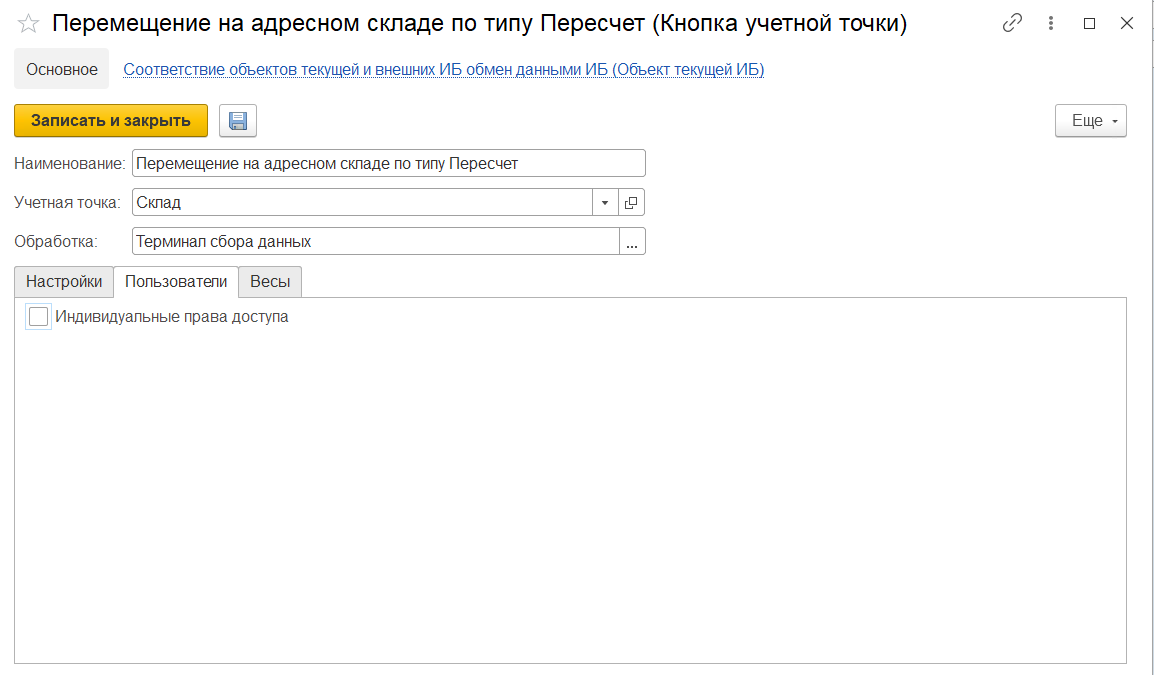 Перемещение на адресном складе по типу Пересчет (Кнопка учетной точки)
Основное Соответствие объектов текущей и внешних ИБ обмен данными ИБ (Объект текущей ИБ)
Записать и закрыть Еще
Наименование: Перемещение на адресном складе по типу Пересчет
Учетная точка: Склад
Обработка: Терминал сбора данных ...
Настройки Пользователи Весы
Индивидуальные права доступа